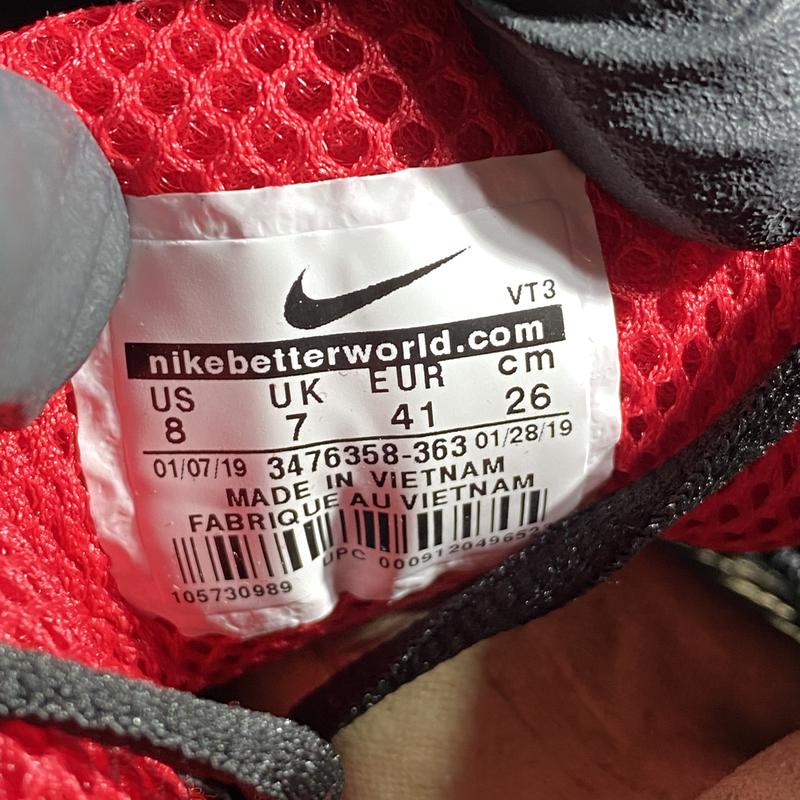 VT3
nikebetterworld.com
US UK EUR cm
8 7 41 26
01/07/19 3476358-363 01/28/19
MADE IN VIETNAM
FABRIQUE AU VIETNAM
UPC
105730989